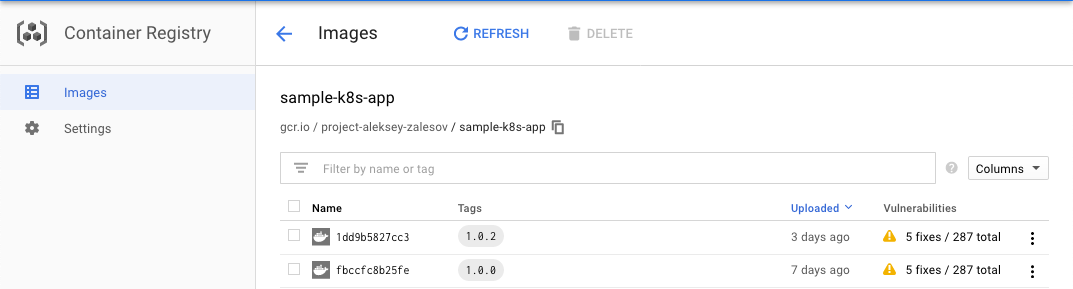 Container Registry
Images
REFRESH
DELETE
Images
Settings
sample-k8s-app
gcr.io / project-aleksey-zalesov / sample-k8s-app
Filter by name or tag
?
Columns
Name Tags Uploaded Vulnerabilities
1dd9b5827cc3 1.0.2 3 days ago 5 fixes / 287 total
fbccfc8b25fe 1.0.0 7 days ago 5 fixes / 287 total